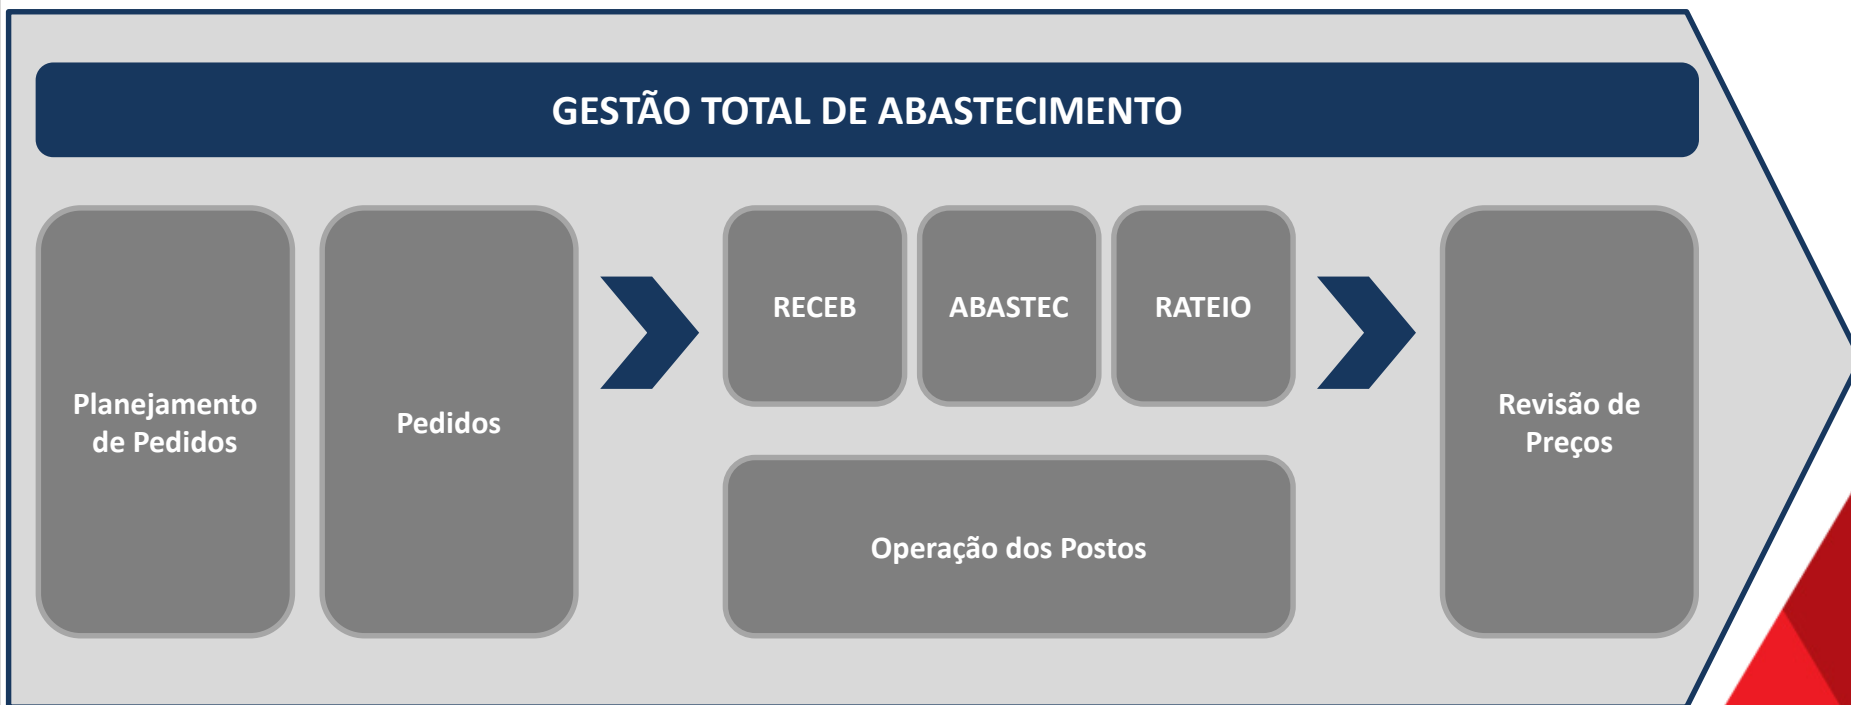 GESTÃO TOTAL DE ABASTECIMENTO
Planejamento
de Pedidos
Pedidos
RECEB
ABASTEC
RATEIO
Operação dos Postos
Revisão de
Preços